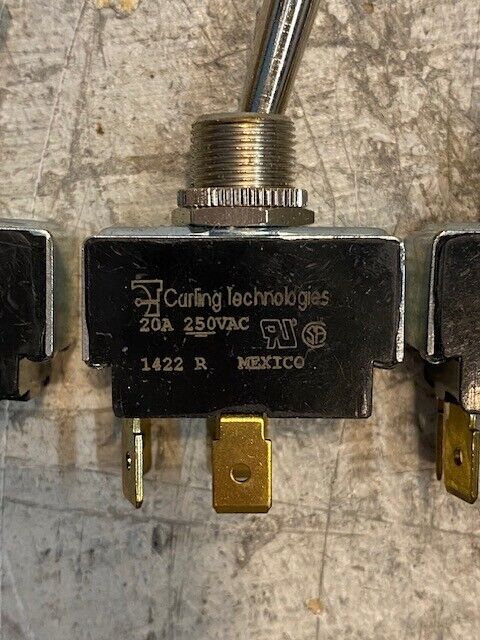 Carling Technologies
20A 250VAC
1422 R MEXICO